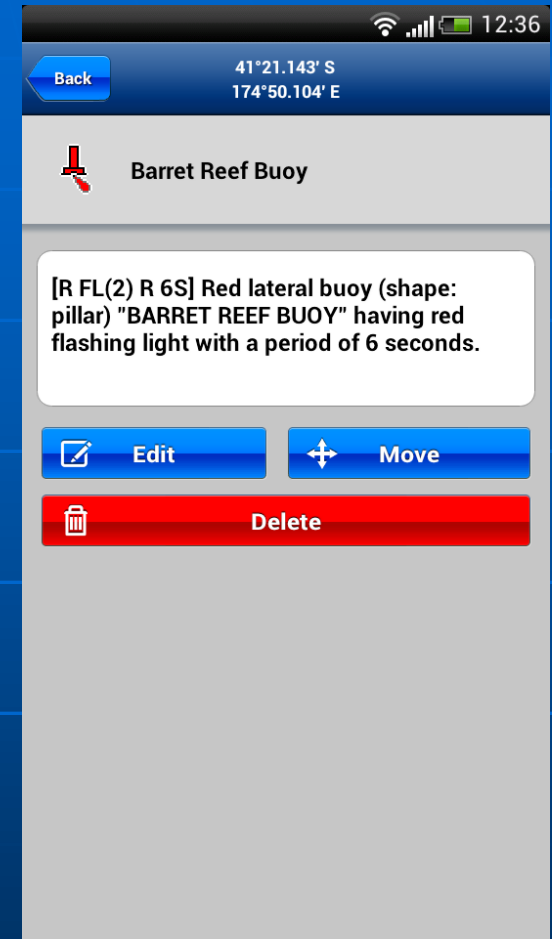 12:36
Back
41°21.143' S
174°50.104' E
Barret Reef Buoy
[R FL(2) R 6S] Red lateral buoy (shape:
pillar) "BARRET REEF BUOY" having red
flashing light with a period of 6 seconds.
Edit
Move
Delete